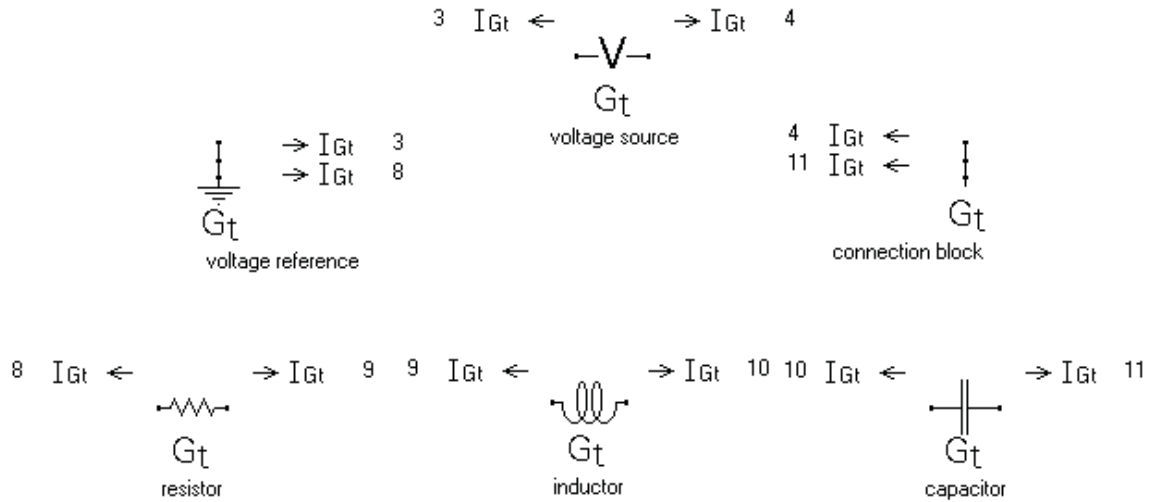 3 IGt ← → IGt 4
V
Gt
voltage source
→ IGt 3
→ IGt 8
Gt
voltage reference
4 IGt ←
11 IGt ←
Gt
connection block
8 IGt ← → IGt 9
Gt
resistor
9 IGt ← → IGt 10
Gt
inductor
10 IGt ← → IGt 11
Gt
capacitor